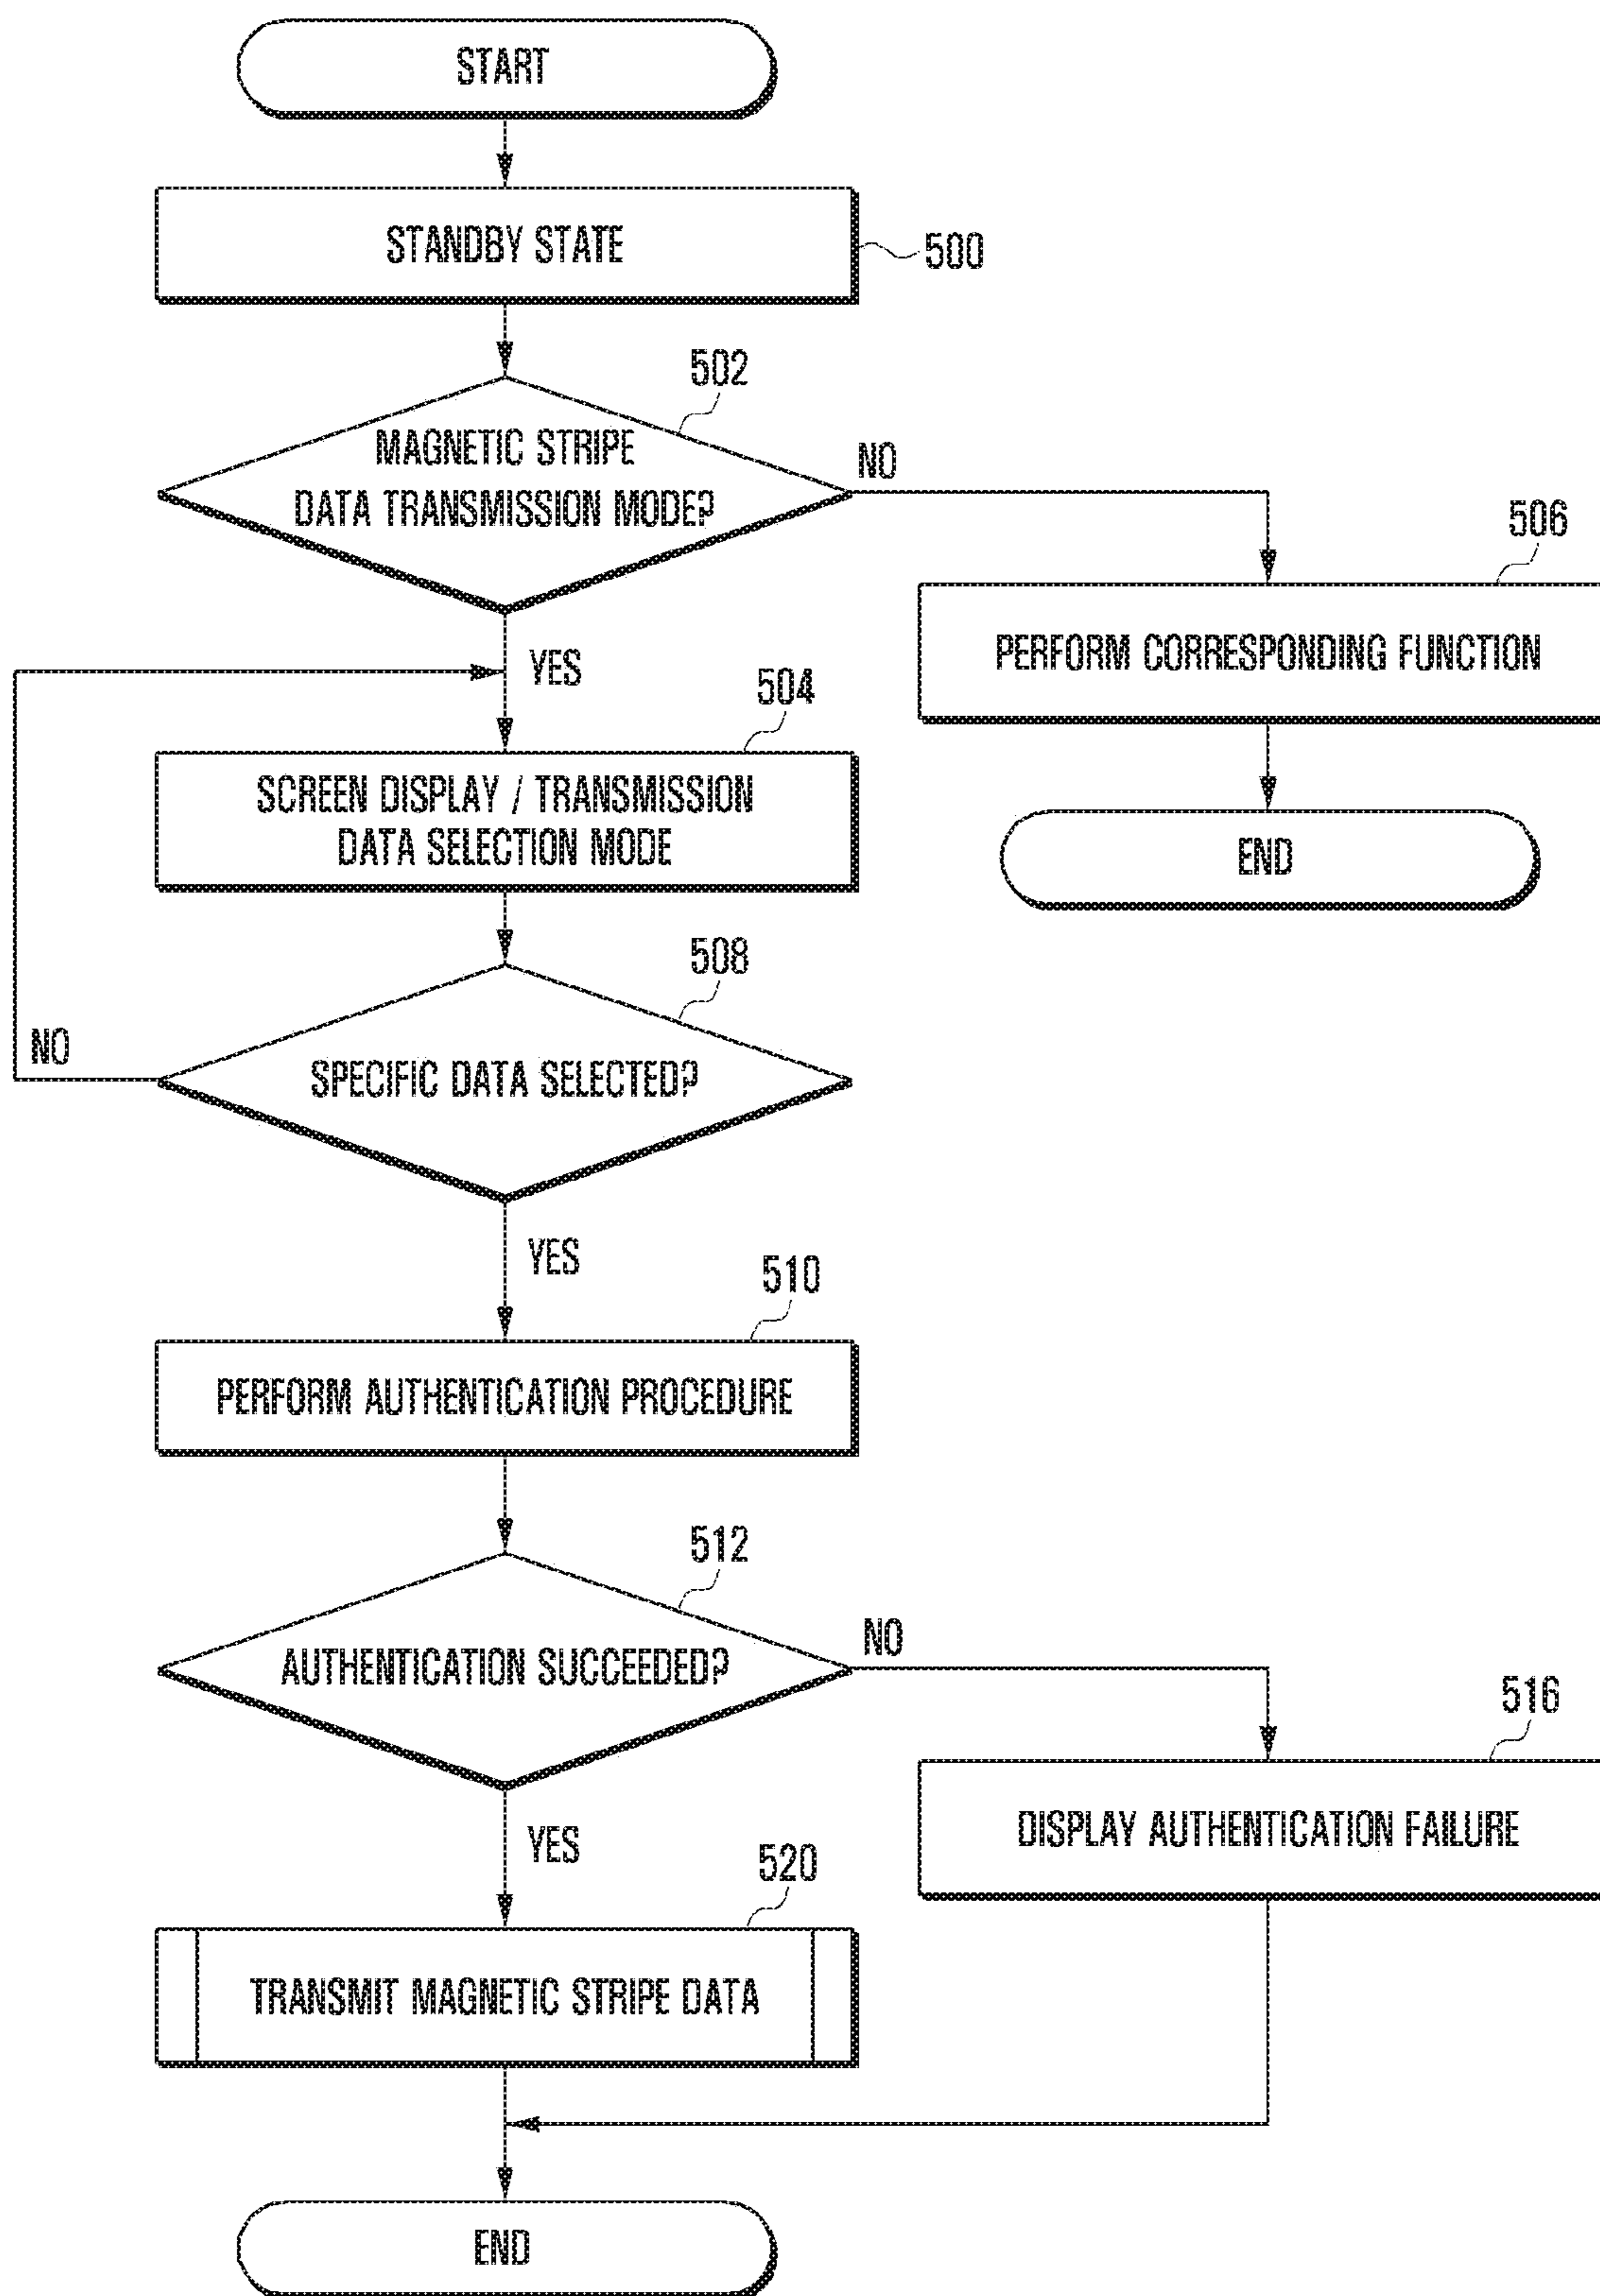 START
STANDBY STATE
500
502
MAGNETIC STRIPE
DATA TRANSMISSION MODE?
NO
506
PERFORM CORRESPONDING FUNCTION
END
YES
504
SCREEN DISPLAY / TRANSMISSION
DATA SELECTION MODE
508
SPECIFIC DATA SELECTED?
NO
YES
510
PERFORM AUTHENTICATION PROCEDURE
512
AUTHENTICATION SUCCEEDED?
NO
516
DISPLAY AUTHENTICATION FAILURE
YES
520
TRANSMIT MAGNETIC STRIPE DATA
END